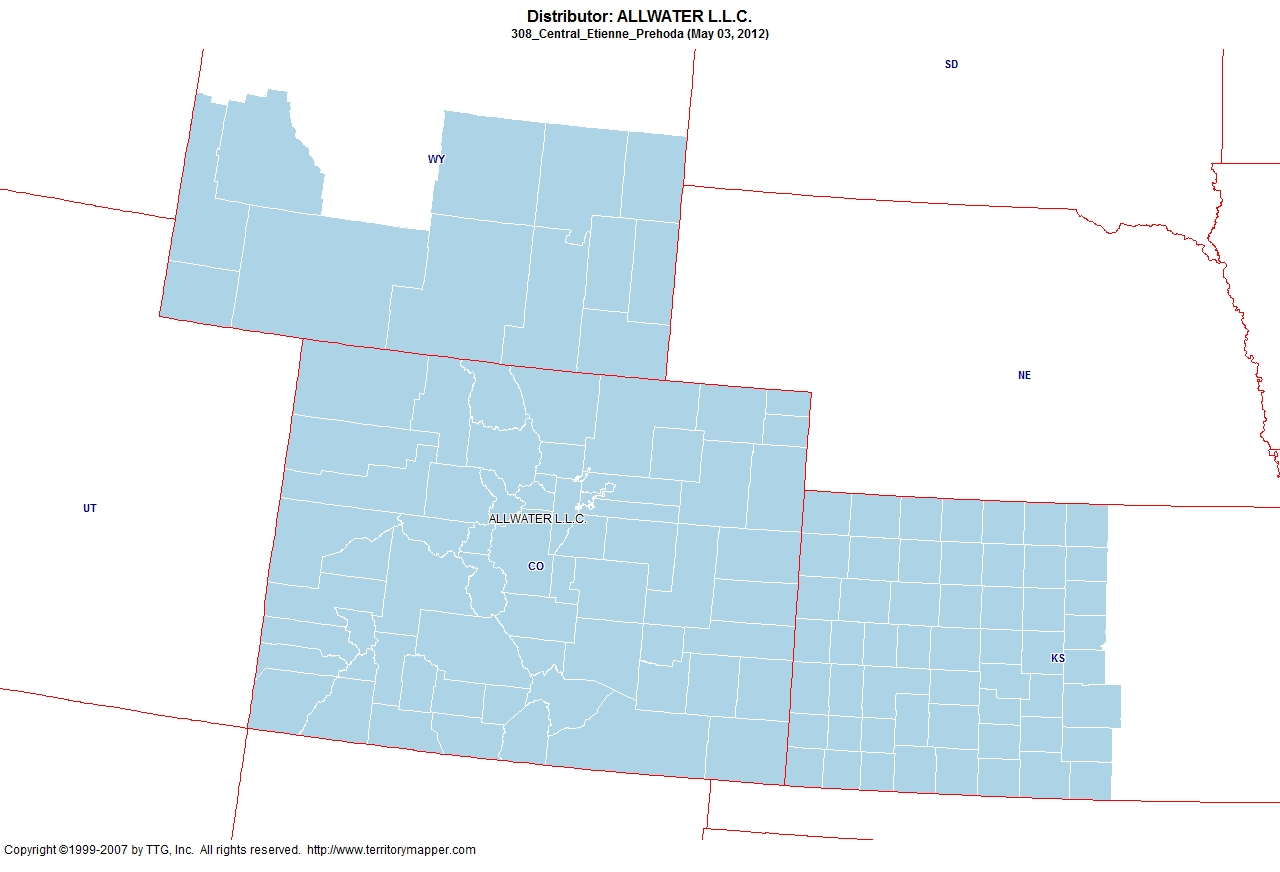 Distributor: ALLWATER L.L.C.
308_Central_Etienne_Prehoda (May 03, 2012)
SD
WY
NE
UT
ALLWATER L.L.C.
CO
KS
Copyright ©1999-2007 by TTG, Inc. All rights reserved. http://www.territorymapper.com